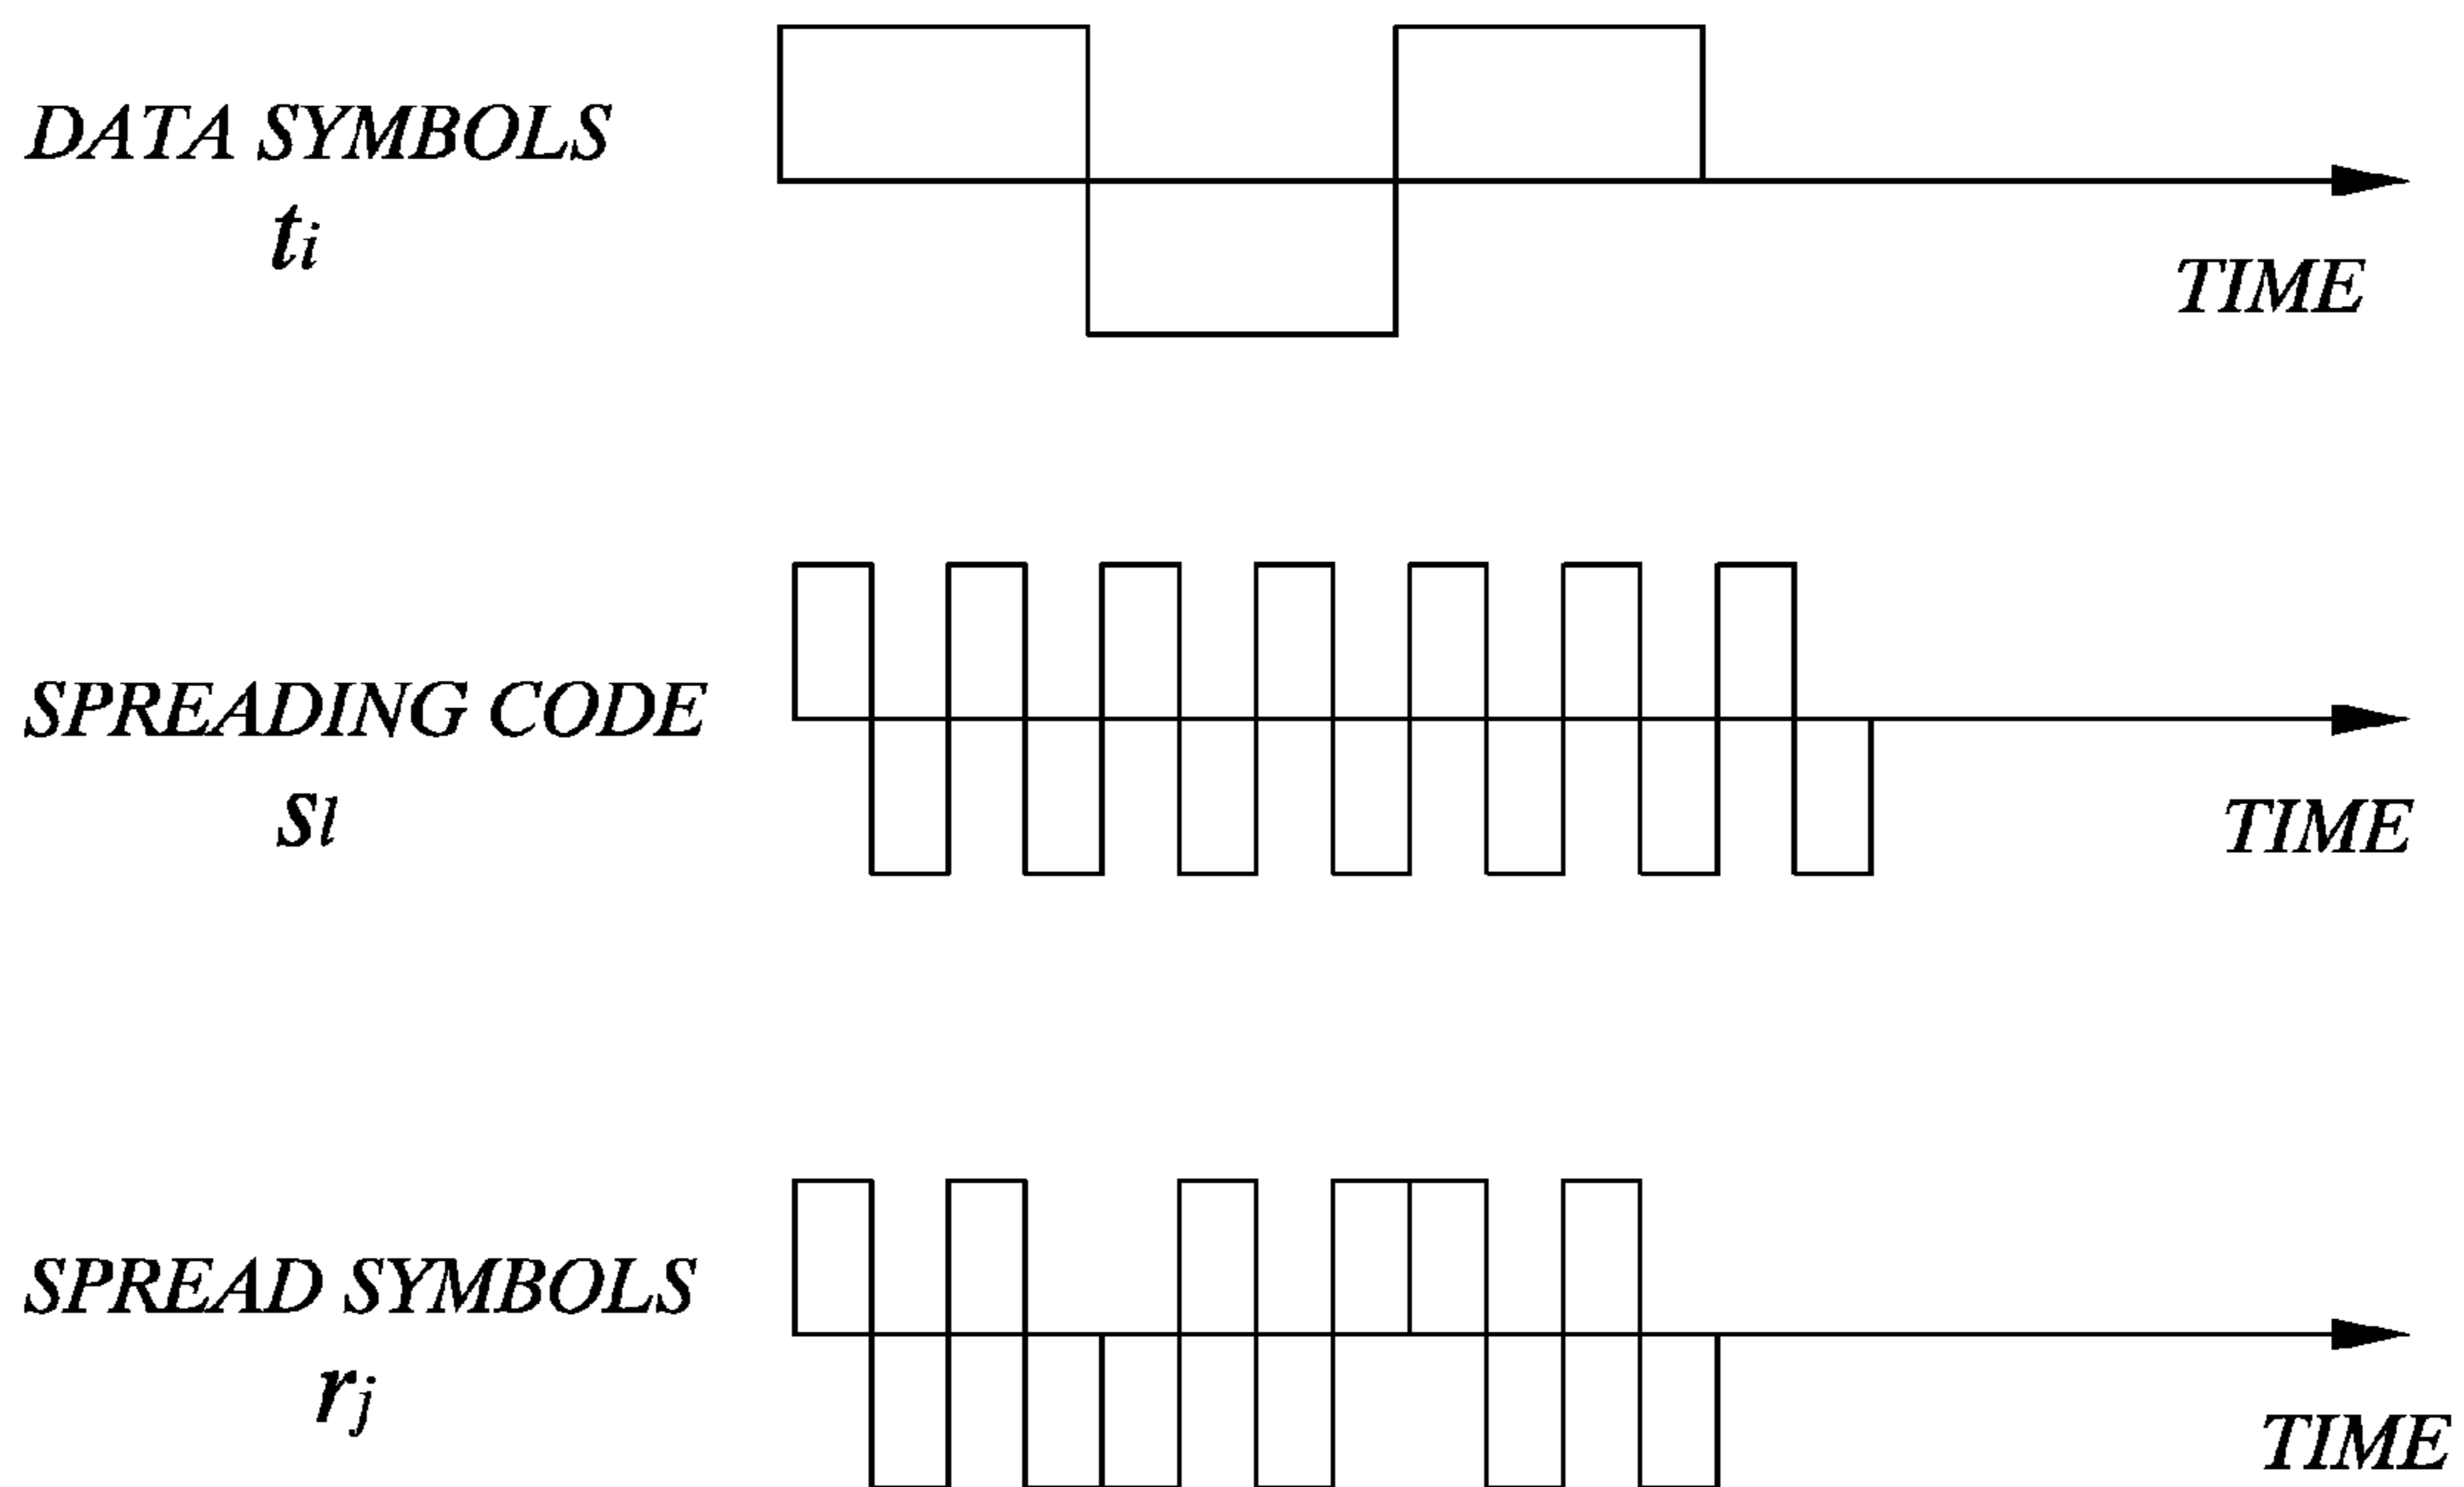 DATA SYMBOLS
ti
TIME
SPREADING CODE
sl
TIME
SPREAD SYMBOLS
rj
TIME